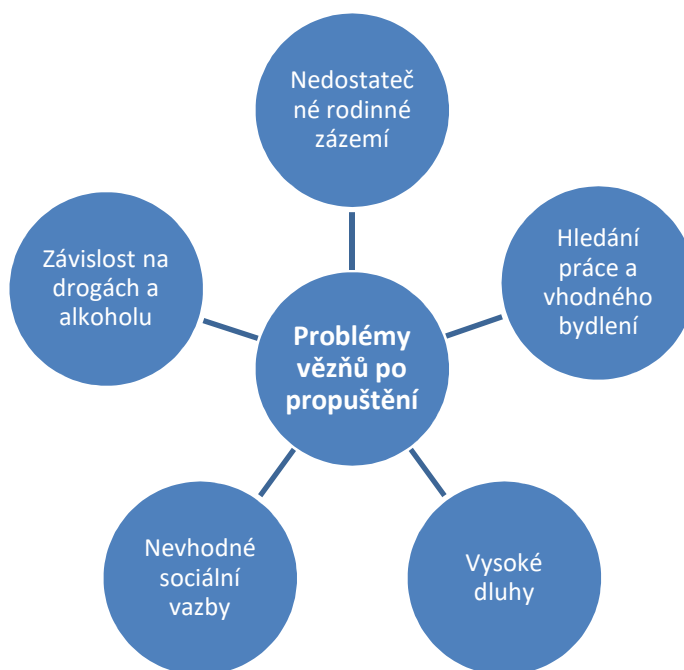 Nedostateč
né rodinné
zázemí
Závislost na
drogách a
alkoholu
Hledání
práce a
vhodného
bydlení
Problémy
vězňů po
propuštění
Nevhodné
sociální
vazby
Vysoké
dluhy